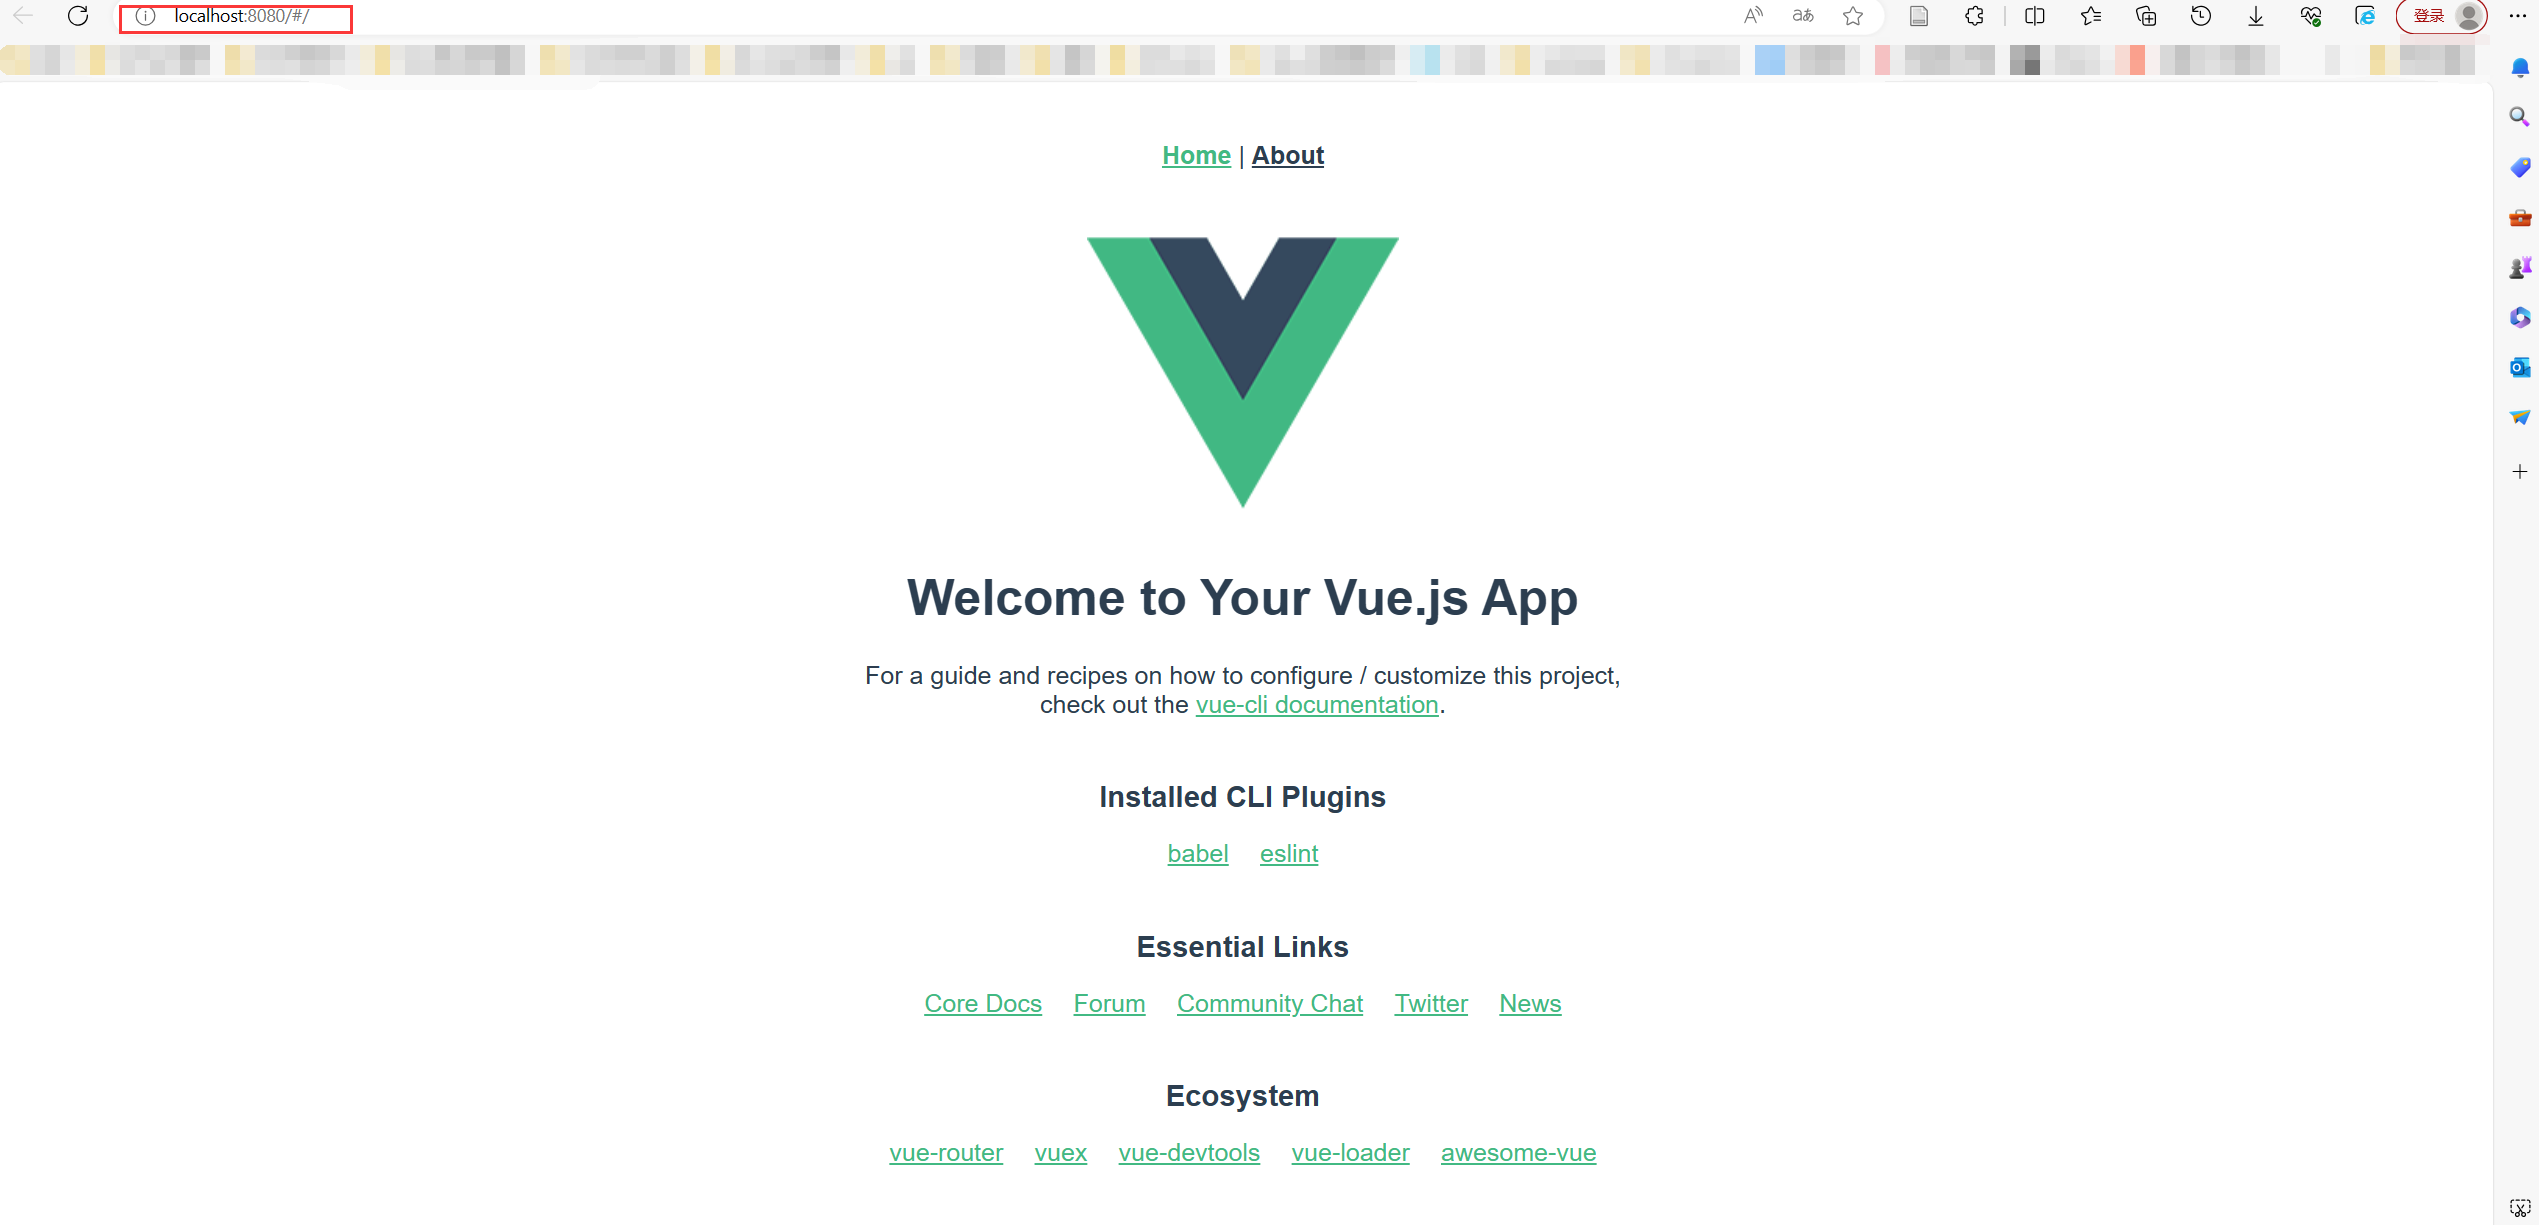 localhost:8080/#/
登录
Home | About
Welcome to Your Vue.js App
For a guide and recipes on how to configure / customize this project,
check out the vue-cli documentation.
Installed CLI Plugins
babel eslint
Essential Links
Core Docs Forum Community Chat Twitter News
Ecosystem
vue-router vuex vue-devtools vue-loader awesome-vue